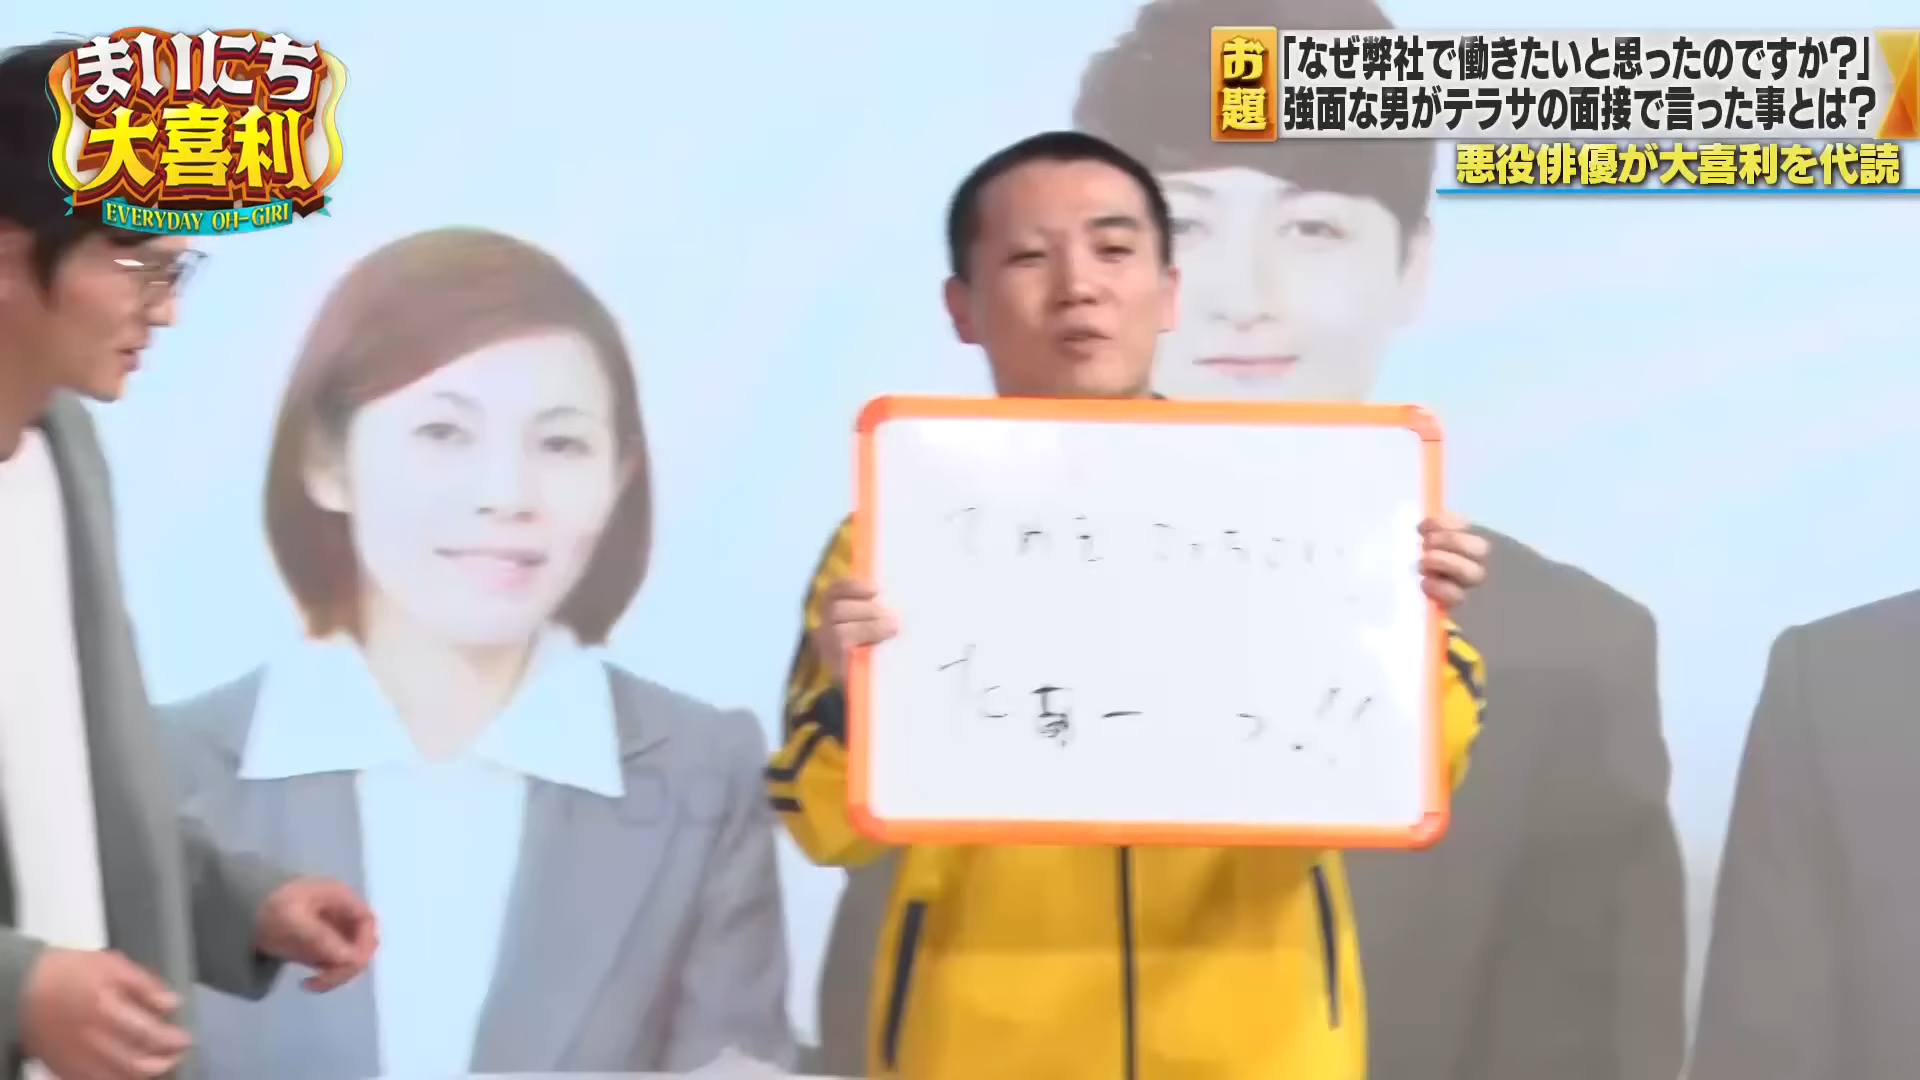 まいにち
大喜利
EVERYDAY OH-GIRI
お題
「なぜ弊社で働きたいと思ったのですか?」
強面な男がテラサの面接で言った事とは?
悪役俳優が大喜利を代読